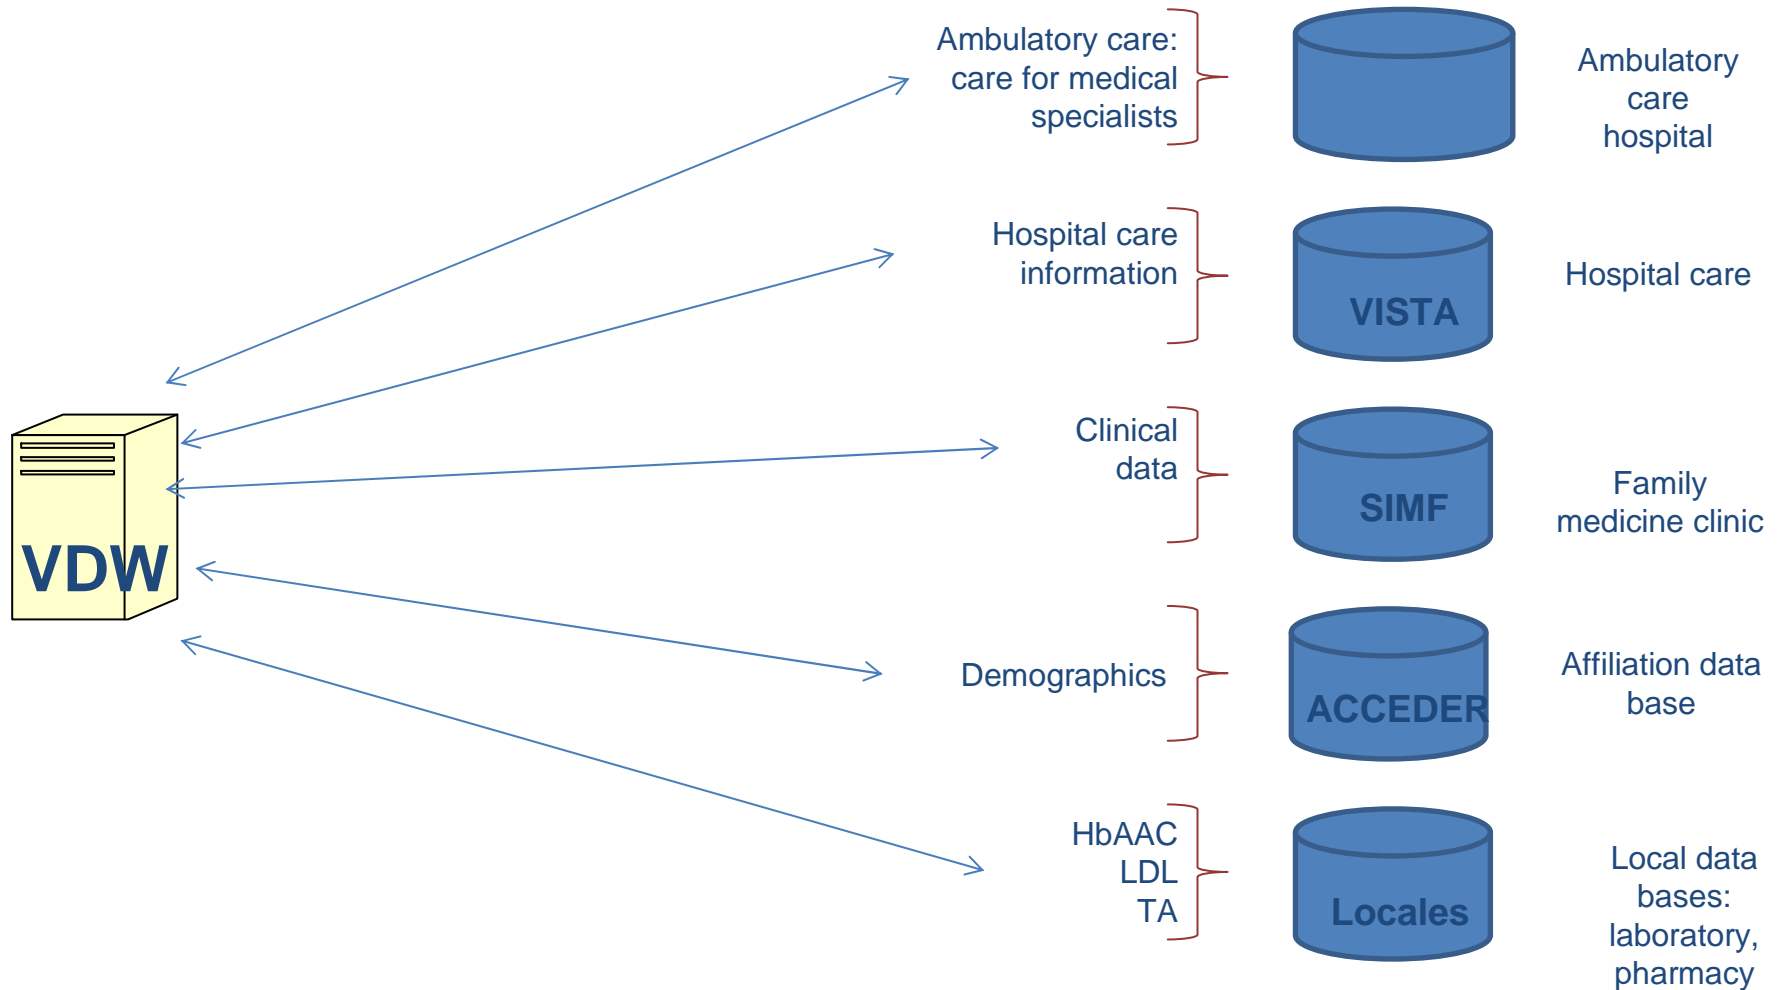 Ambulatory care:
care for medical
specialists
Ambulatory
care
hospital
Hospital care
information
VISTA
Hospital care
Clinical
data
SIMF
Family
medicine clinic
VDW
Demographics
ACCEDER
Affiliation data
base
HbAAC
LDL
TA
Locales
Local data
bases:
laboratory,
pharmacy